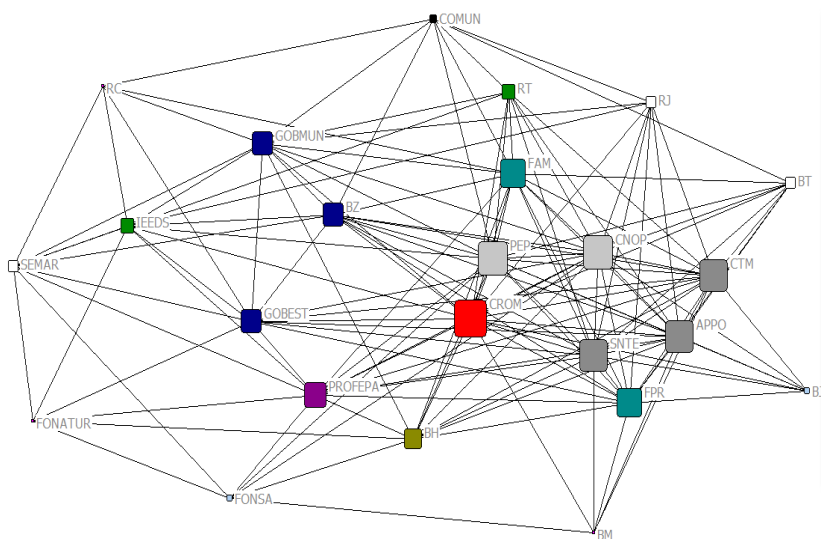 COMUN
RC
RT
RJ
GOBMUN
FAM
BT
BZ
IEEDS
PEP
CNOP
SEMAR
CTM
CROM
GOBEST
APPO
SNTE
PROFEPA
FPR
FONATUR
BH
FONSA
BM